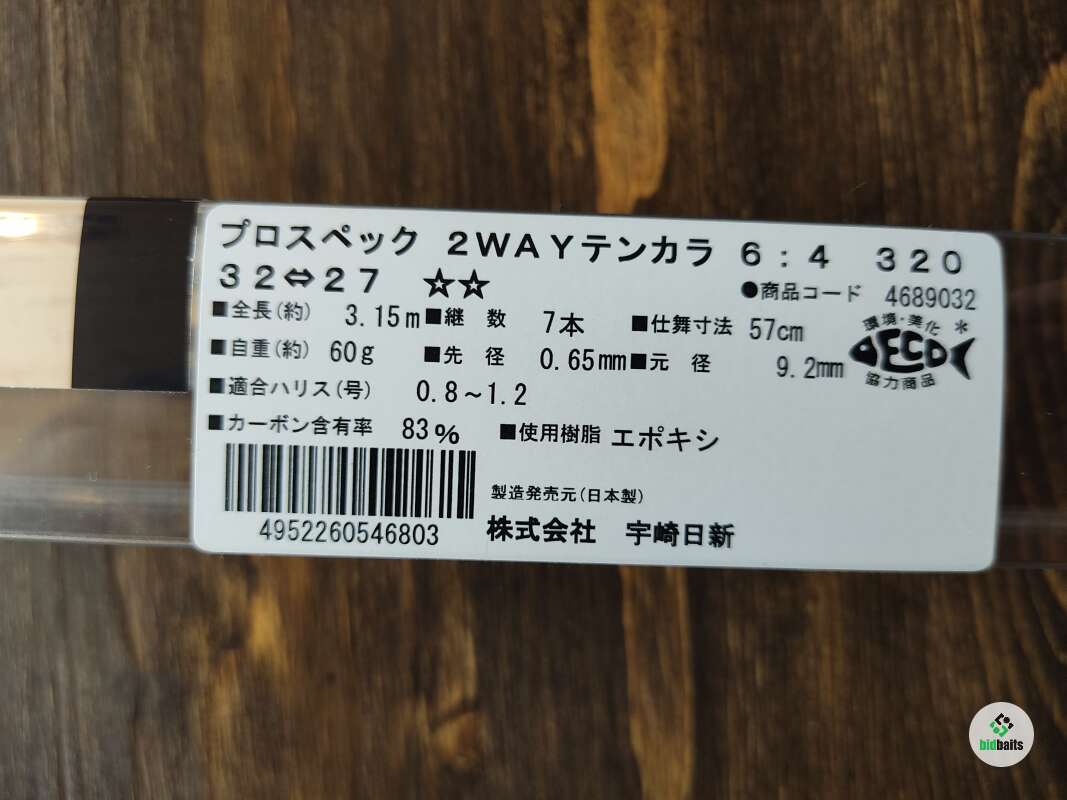 プロスペック 2WAYテンカラ 6:4 320
32⇔27 ☆☆ ●商品コード 4689032
■全長(約) 3.15m ■継 数 7本 ■仕舞寸法 57cm
■自重(約) 60g ■先 径 0.65mm ■元 径 9.2mm
■適合ハリス(号) 0.8~1.2
■カーボン含有率 83% ■使用樹脂 エポキシ
環境・美化
ECO
協力商品
製造発売元(日本製)
4952260546803 株式会社 宇崎日新
bidbaits